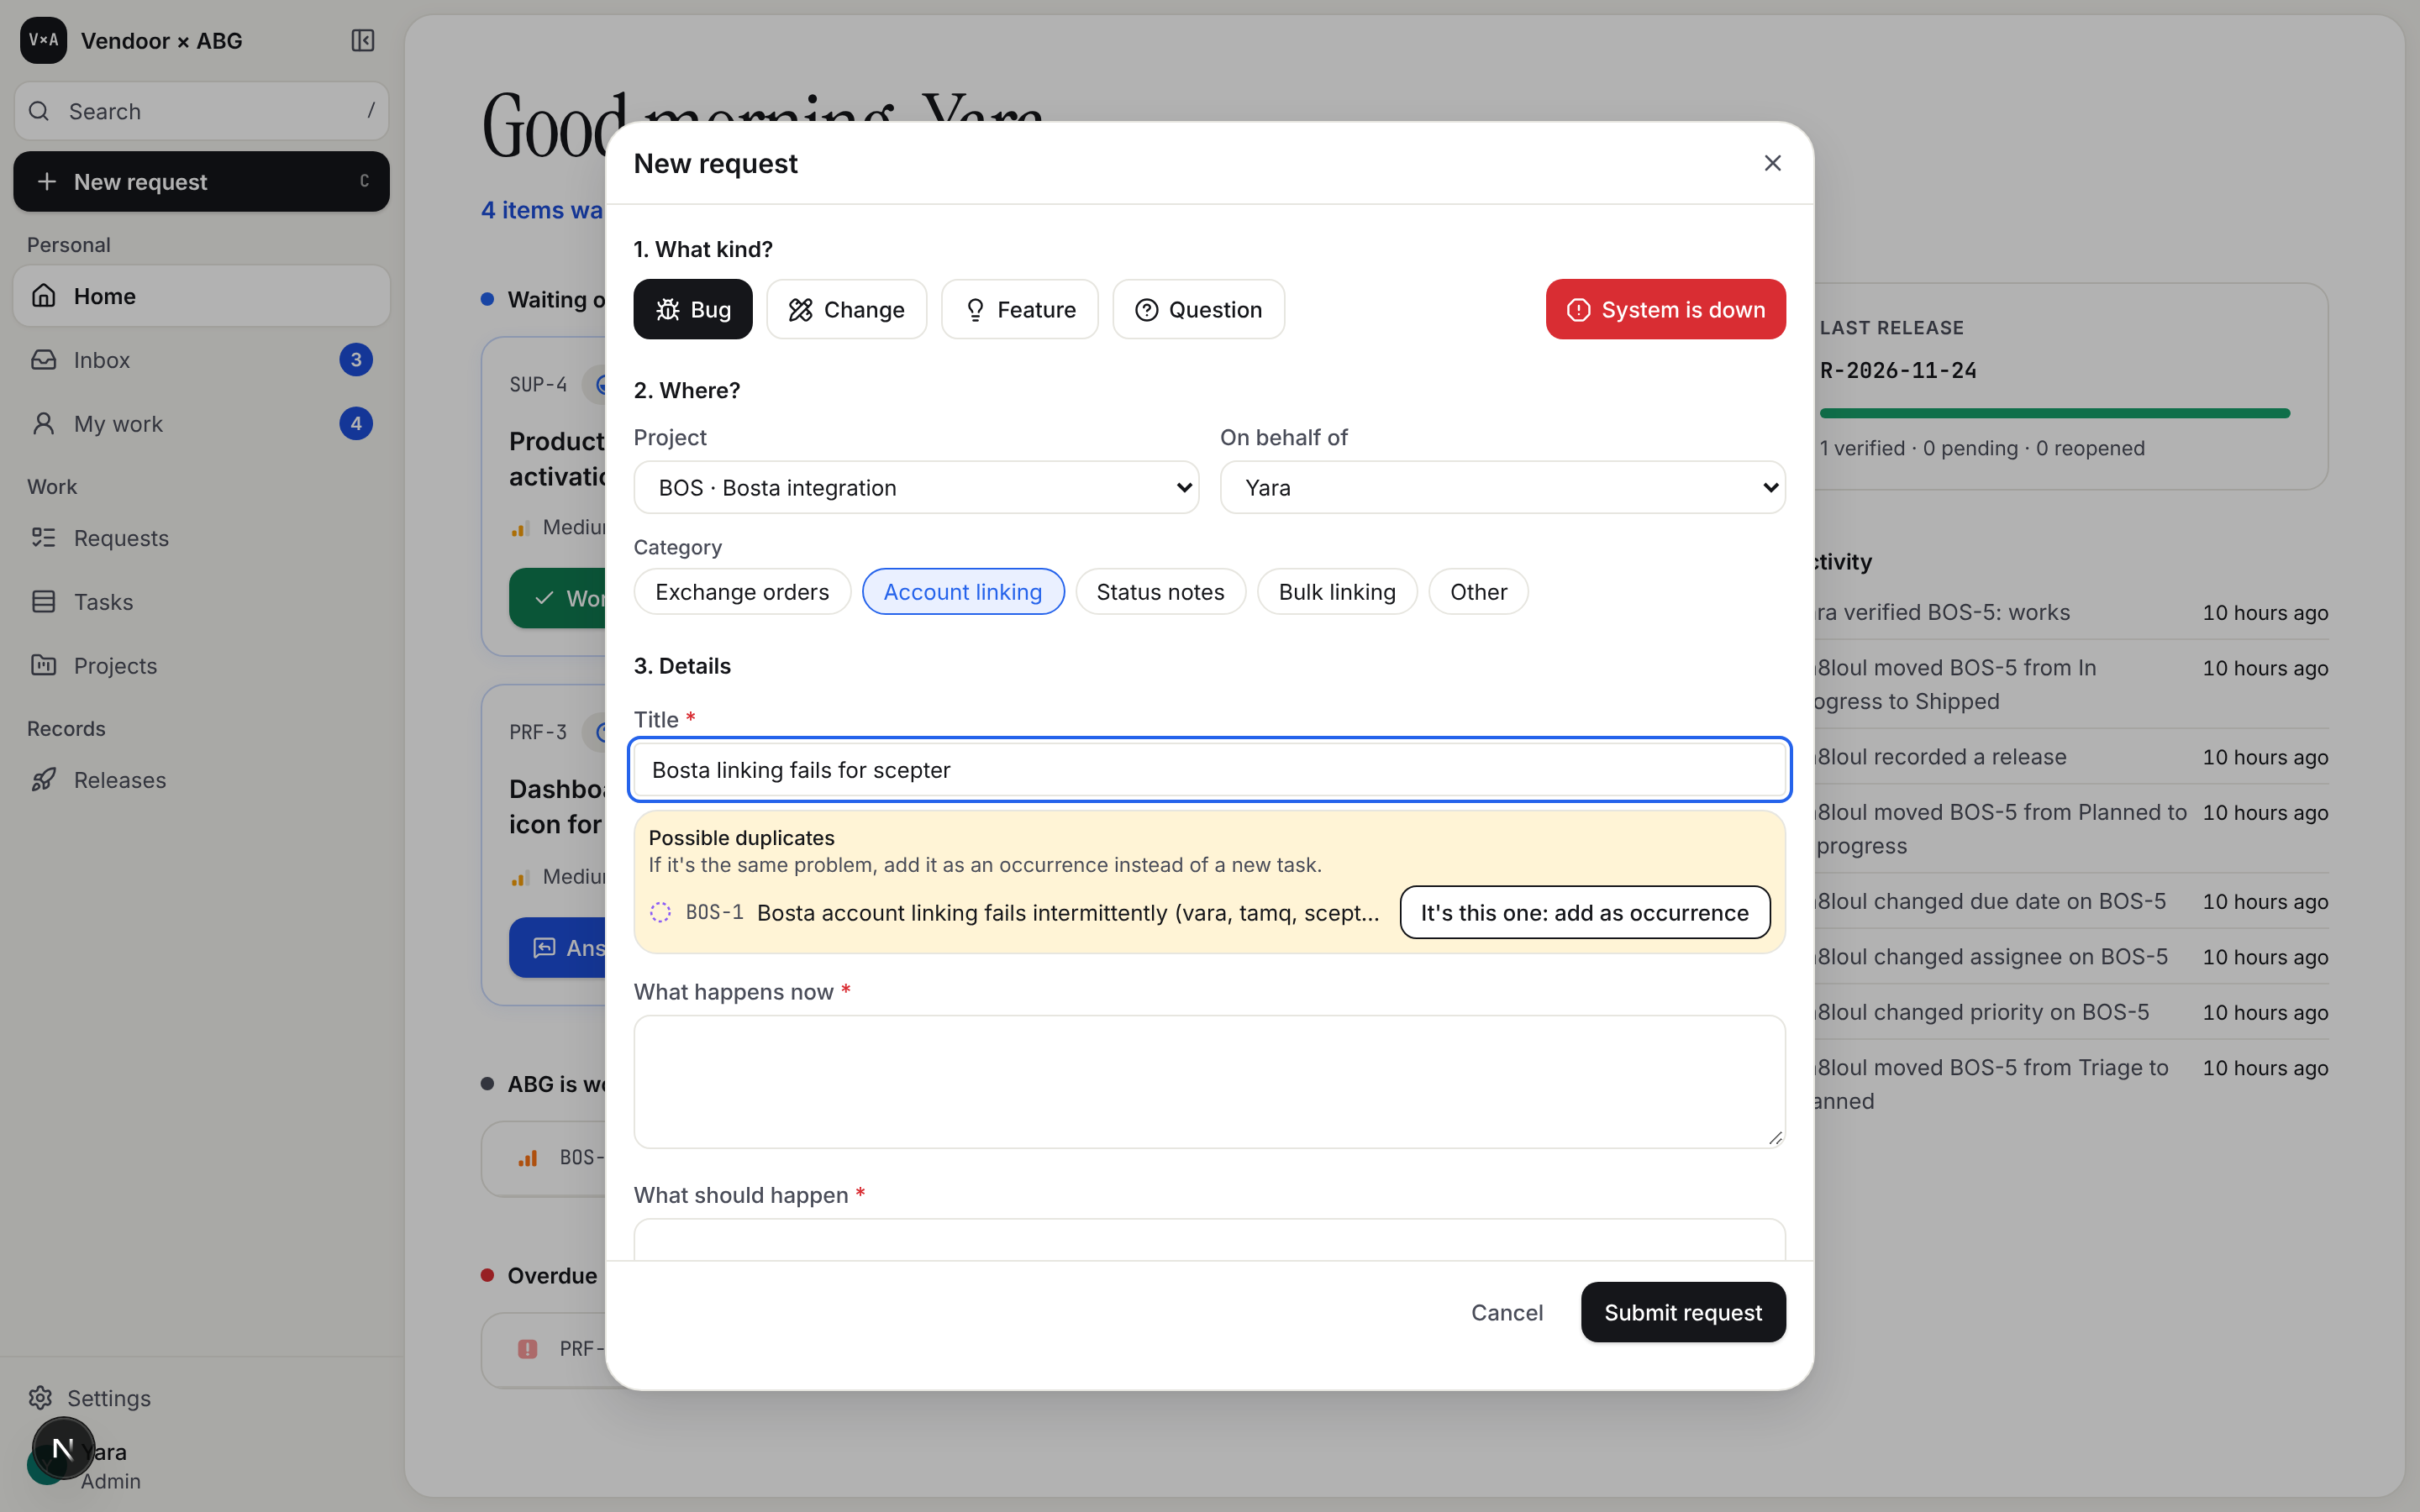 V×A
Vendoor × ABG
Search
/
New request
C
Personal
Home
Inbox
3
My work
4
Work
Requests
Tasks
Projects
Records
Releases
Settings
N
Yara
Admin
Good morning, Yara
4 items wa
Waiting o
SUP-4
Product
activatio
Medium
Wor
PRF-3
Dashboa
icon for
Medium
Ans
ABG is wo
BOS-
Overdue
PRF-
New request
1. What kind?
Bug
Change
Feature
Question
System is down
2. Where?
Project
On behalf of
BOS · Bosta integration
Yara
Category
Exchange orders
Account linking
Status notes
Bulk linking
Other
3. Details
Title *
Bosta linking fails for scepter
Possible duplicates
If it's the same problem, add it as an occurrence instead of a new task.
BOS-1 Bosta account linking fails intermittently (vara, tamq, scept...
It's this one: add as occurrence
What happens now *
What should happen *
Cancel
Submit request
LAST RELEASE
R-2026-11-24
1 verified · 0 pending · 0 reopened
ctivity
ra verified BOS-5: works
10 hours ago
8loul moved BOS-5 from In
ogress to Shipped
10 hours ago
8loul recorded a release
10 hours ago
8loul moved BOS-5 from Planned to
progress
10 hours ago
8loul changed due date on BOS-5
10 hours ago
8loul changed assignee on BOS-5
10 hours ago
8loul changed priority on BOS-5
10 hours ago
8loul moved BOS-5 from Triage to
anned
10 hours ago